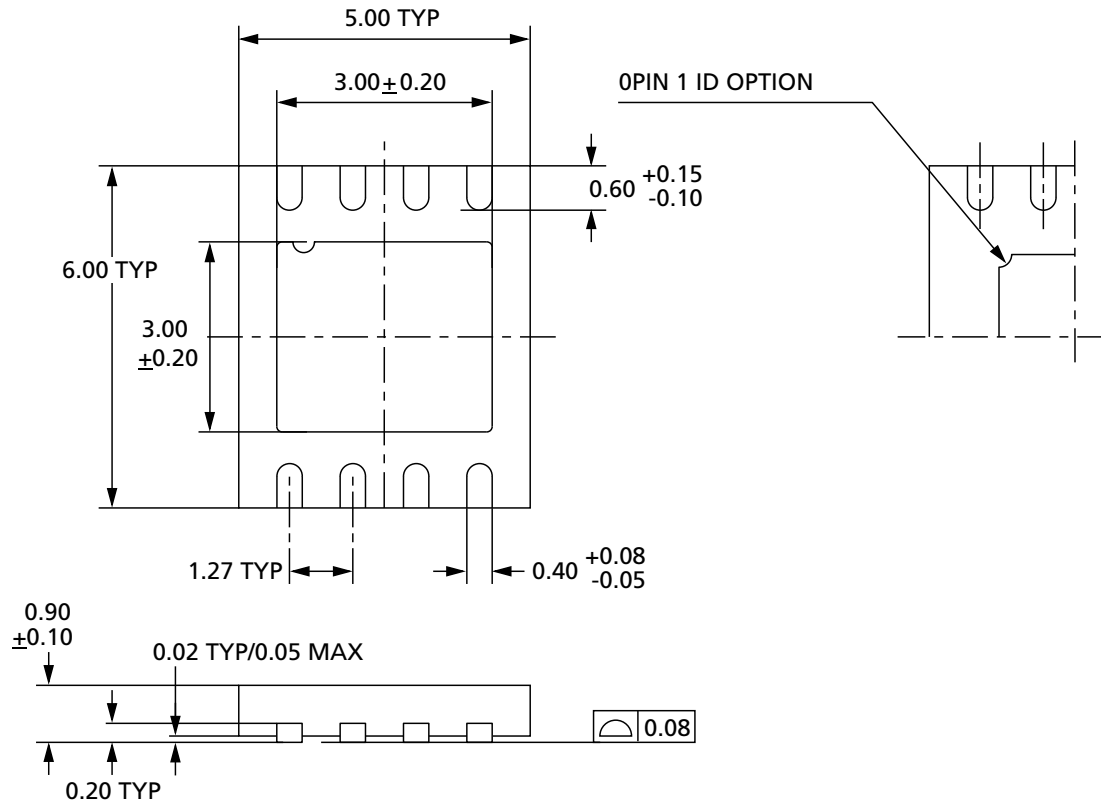 5.00 TYP
3.00±0.20
0PIN 1 ID OPTION
0.60 +0.15
-0.10
6.00 TYP
3.00
±0.20
1.27 TYP
0.40 +0.08
-0.05
0.90
±0.10
0.02 TYP/0.05 MAX
0.08
0.20 TYP